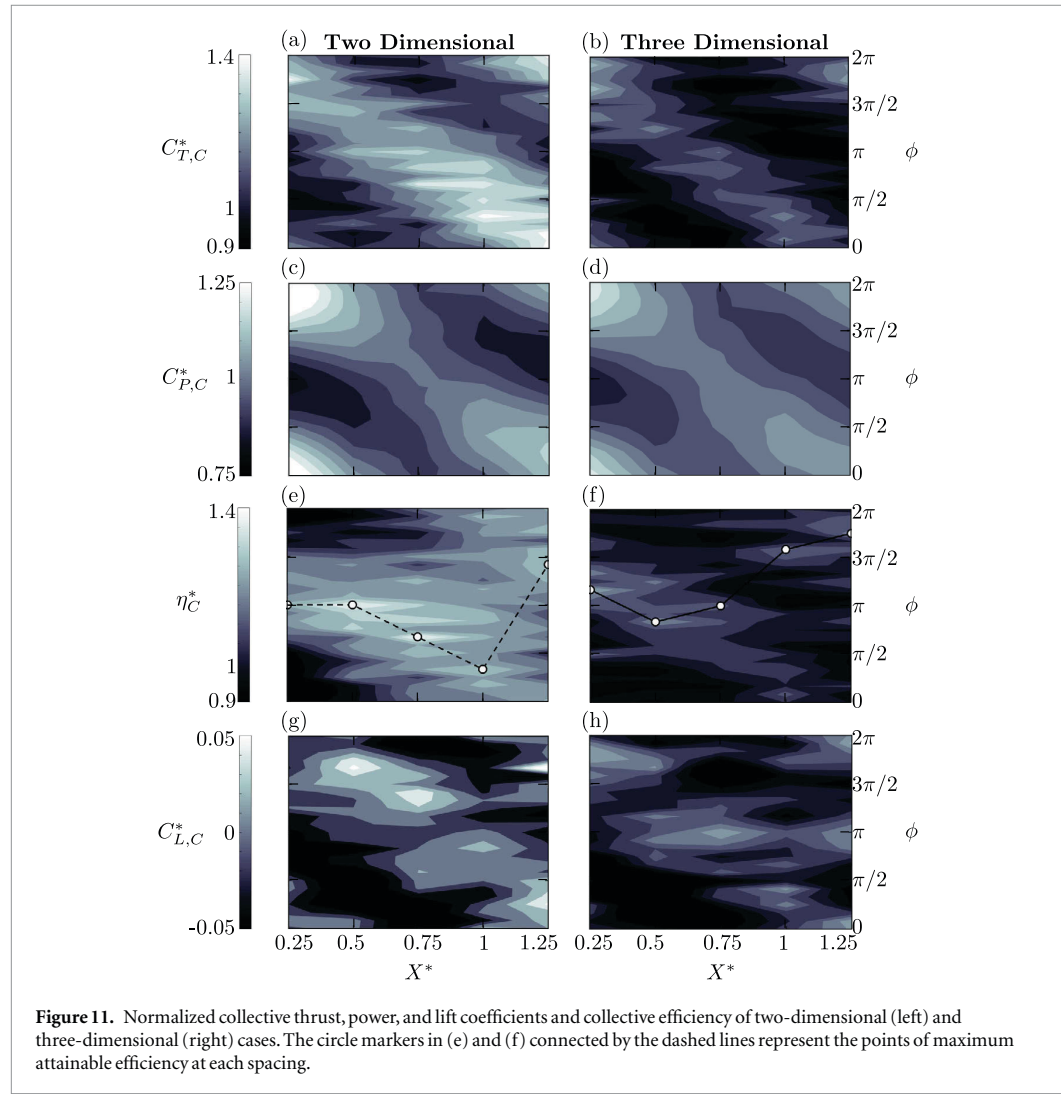 (a) Two Dimensional (b) Three Dimensional
1.4 2π
3π/2
C*T,C π ϕ
1 π/2
0.9 0
(c) (d)
1.25 2π
3π/2
C*P,C 1 π ϕ
π/2
0.75 0
(e) (f)
1.4 2π
3π/2
η*C π ϕ
1 π/2
0.9 0
(g) (h)
0.05 2π
3π/2
C*L,C 0 π ϕ
π/2
-0.05 0
0.25 0.5 0.75 1 1.25 0.25 0.5 0.75 1 1.25
X* X*
Figure 11. Normalized collective thrust, power, and lift coefficients and collective efficiency of two-dimensional (left) and
three-dimensional (right) cases. The circle markers in (e) and (f) connected by the dashed lines represent the points of maximum
attainable efficiency at each spacing.